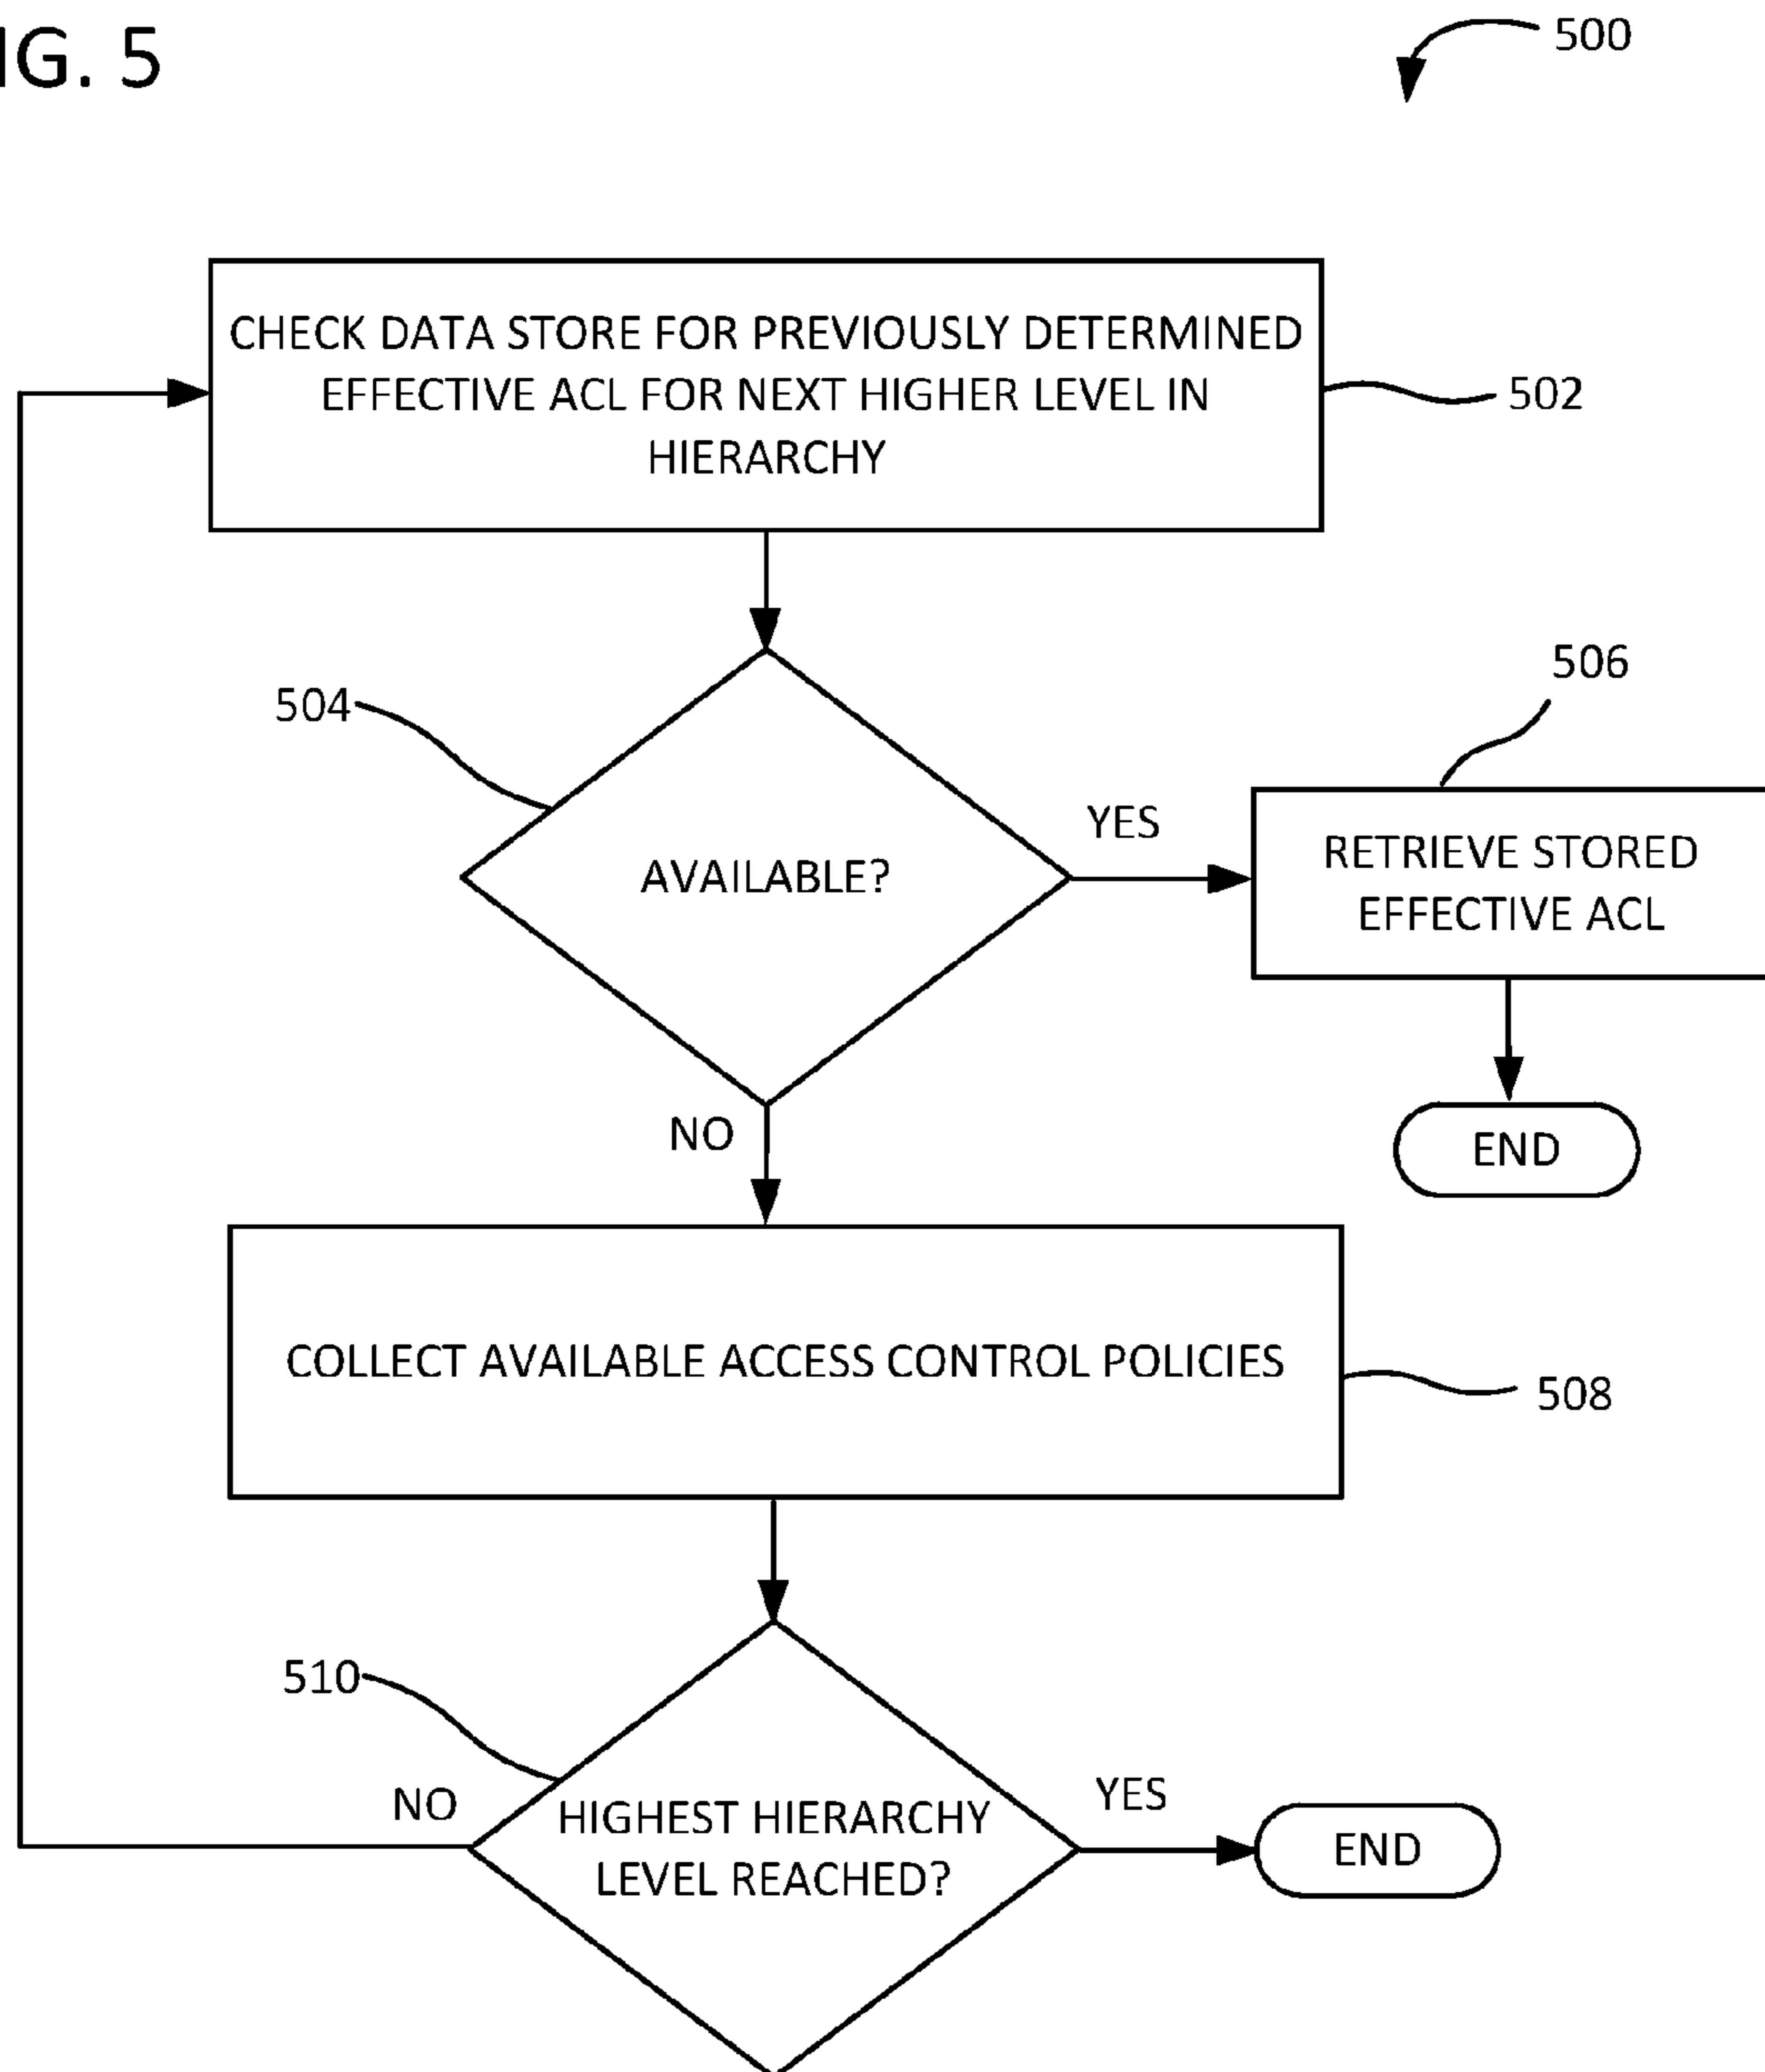 IG. 5
500
CHECK DATA STORE FOR PREVIOUSLY DETERMINED
EFFECTIVE ACL FOR NEXT HIGHER LEVEL IN
HIERARCHY
502
504
AVAILABLE?
YES
506
RETRIEVE STORED
EFFECTIVE ACL
END
NO
COLLECT AVAILABLE ACCESS CONTROL POLICIES
508
510
NO
HIGHEST HIERARCHY
LEVEL REACHED?
YES
END